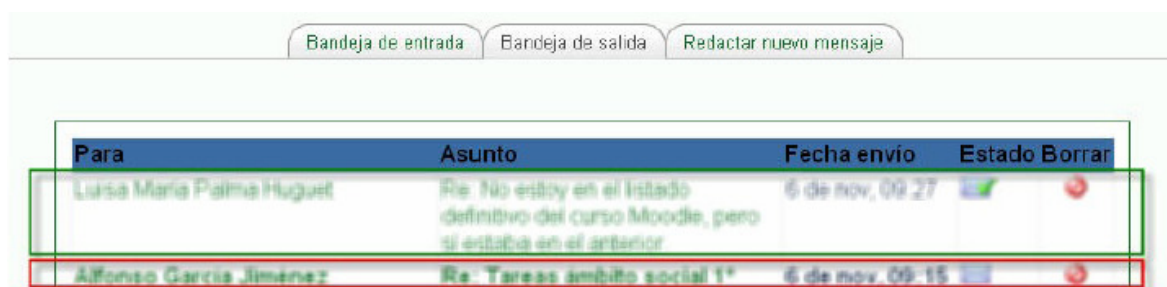 Bandeja de entrada Bandeja de salida Redactar nuevo mensaje
Para Asunto Fecha envío Estado Borrar
Luisa María Palma Huguet Re: No estoy en el listado 6 de nov, 09:27
definitivo del curso Moodle, pero
si estaba en el anterior
Alfonso García Jiménez Re: Tareas ámbito social 1º 6 de nov, 09:15